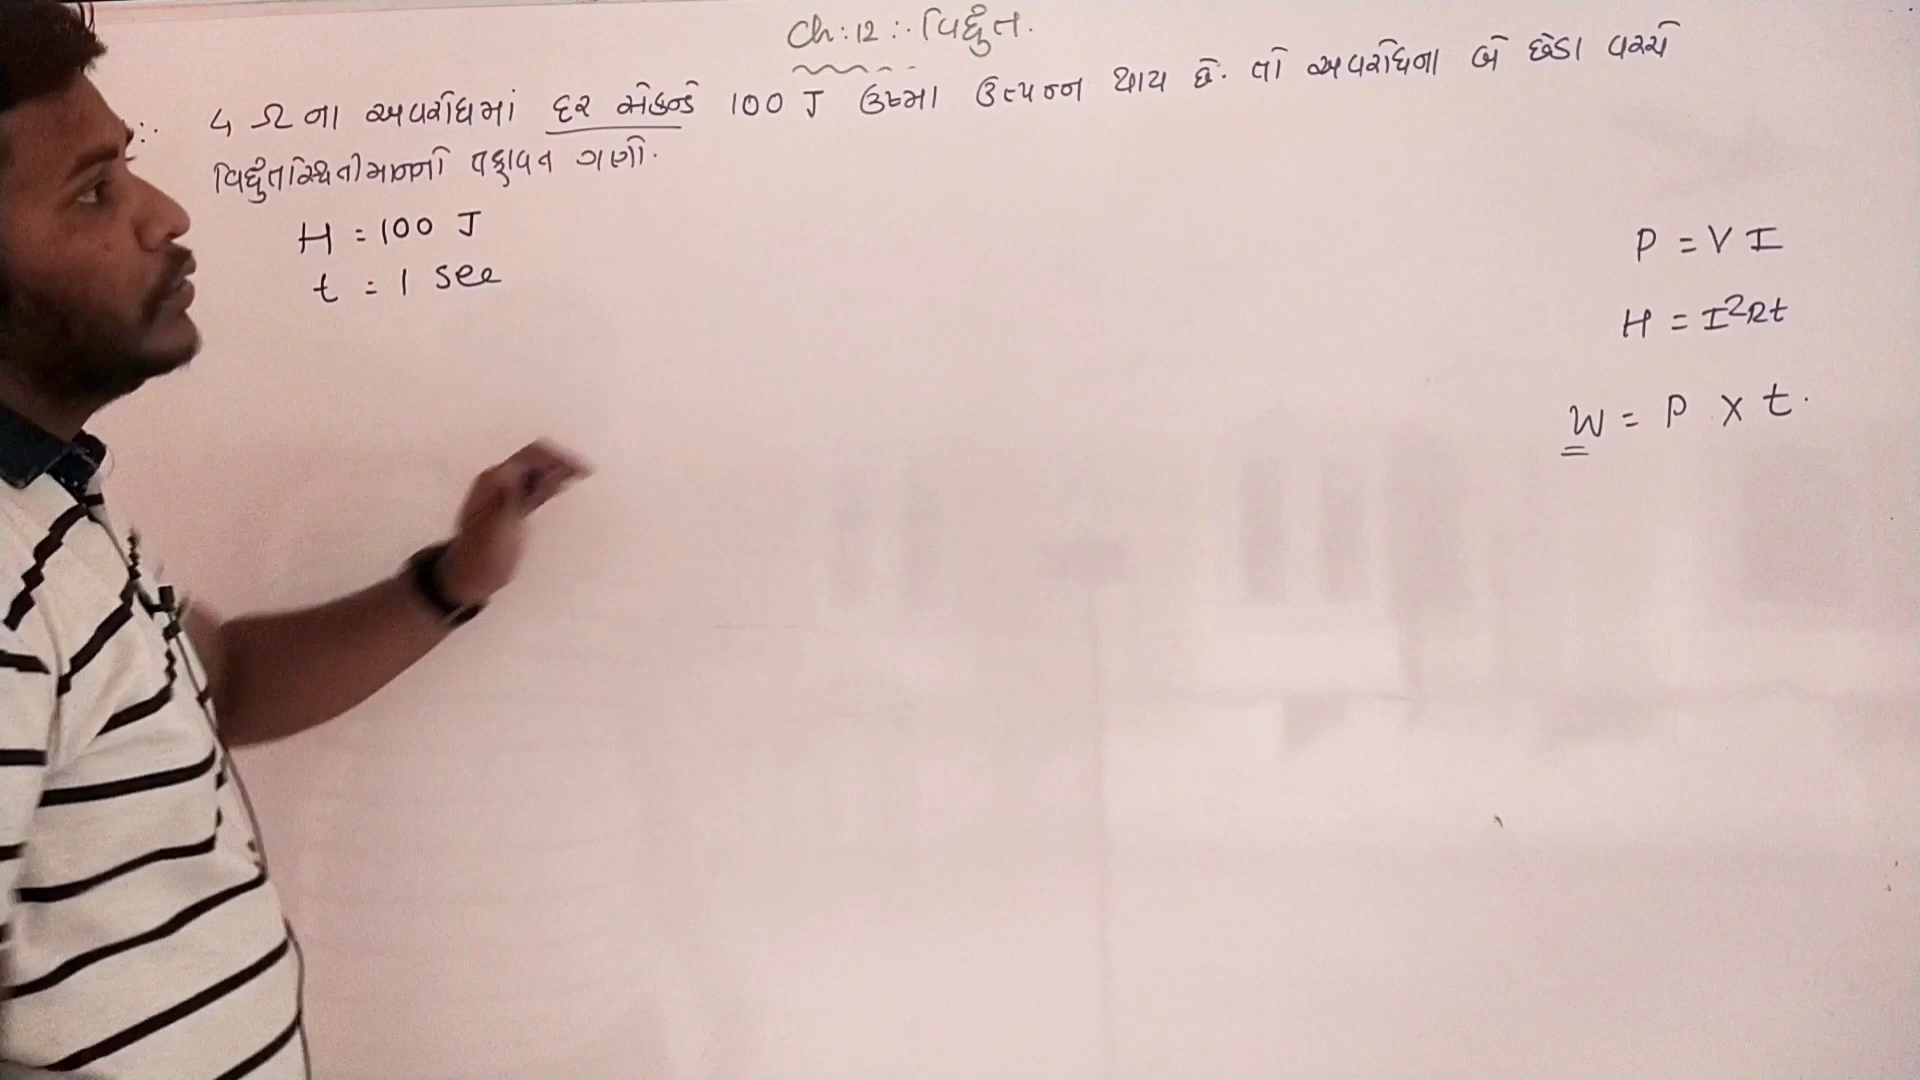 Ch:12 :. વિદ્યુત.
:. 4 Ω ના અવરોધમાં દર સેકન્ડે 100 J ઉષ્મા ઉત્પન્ન થાય છે. તો અવરોધના બે છેડા વચ્ચે
વિદ્યુતસ્થિતીમાનનો તફાવત ગણો.
H = 100 J
t = 1 sec
P = V I
H = I²Rt
W = P x t.